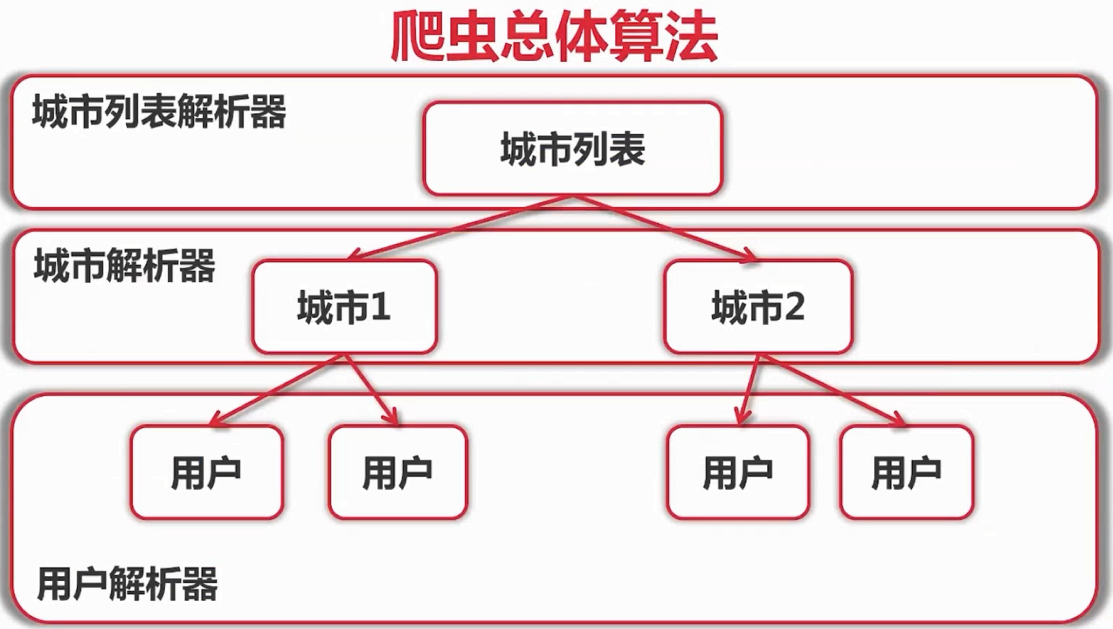 爬虫总体算法
城市列表解析器
城市列表
城市解析器
城市1
城市2
用户
用户
用户
用户
用户解析器